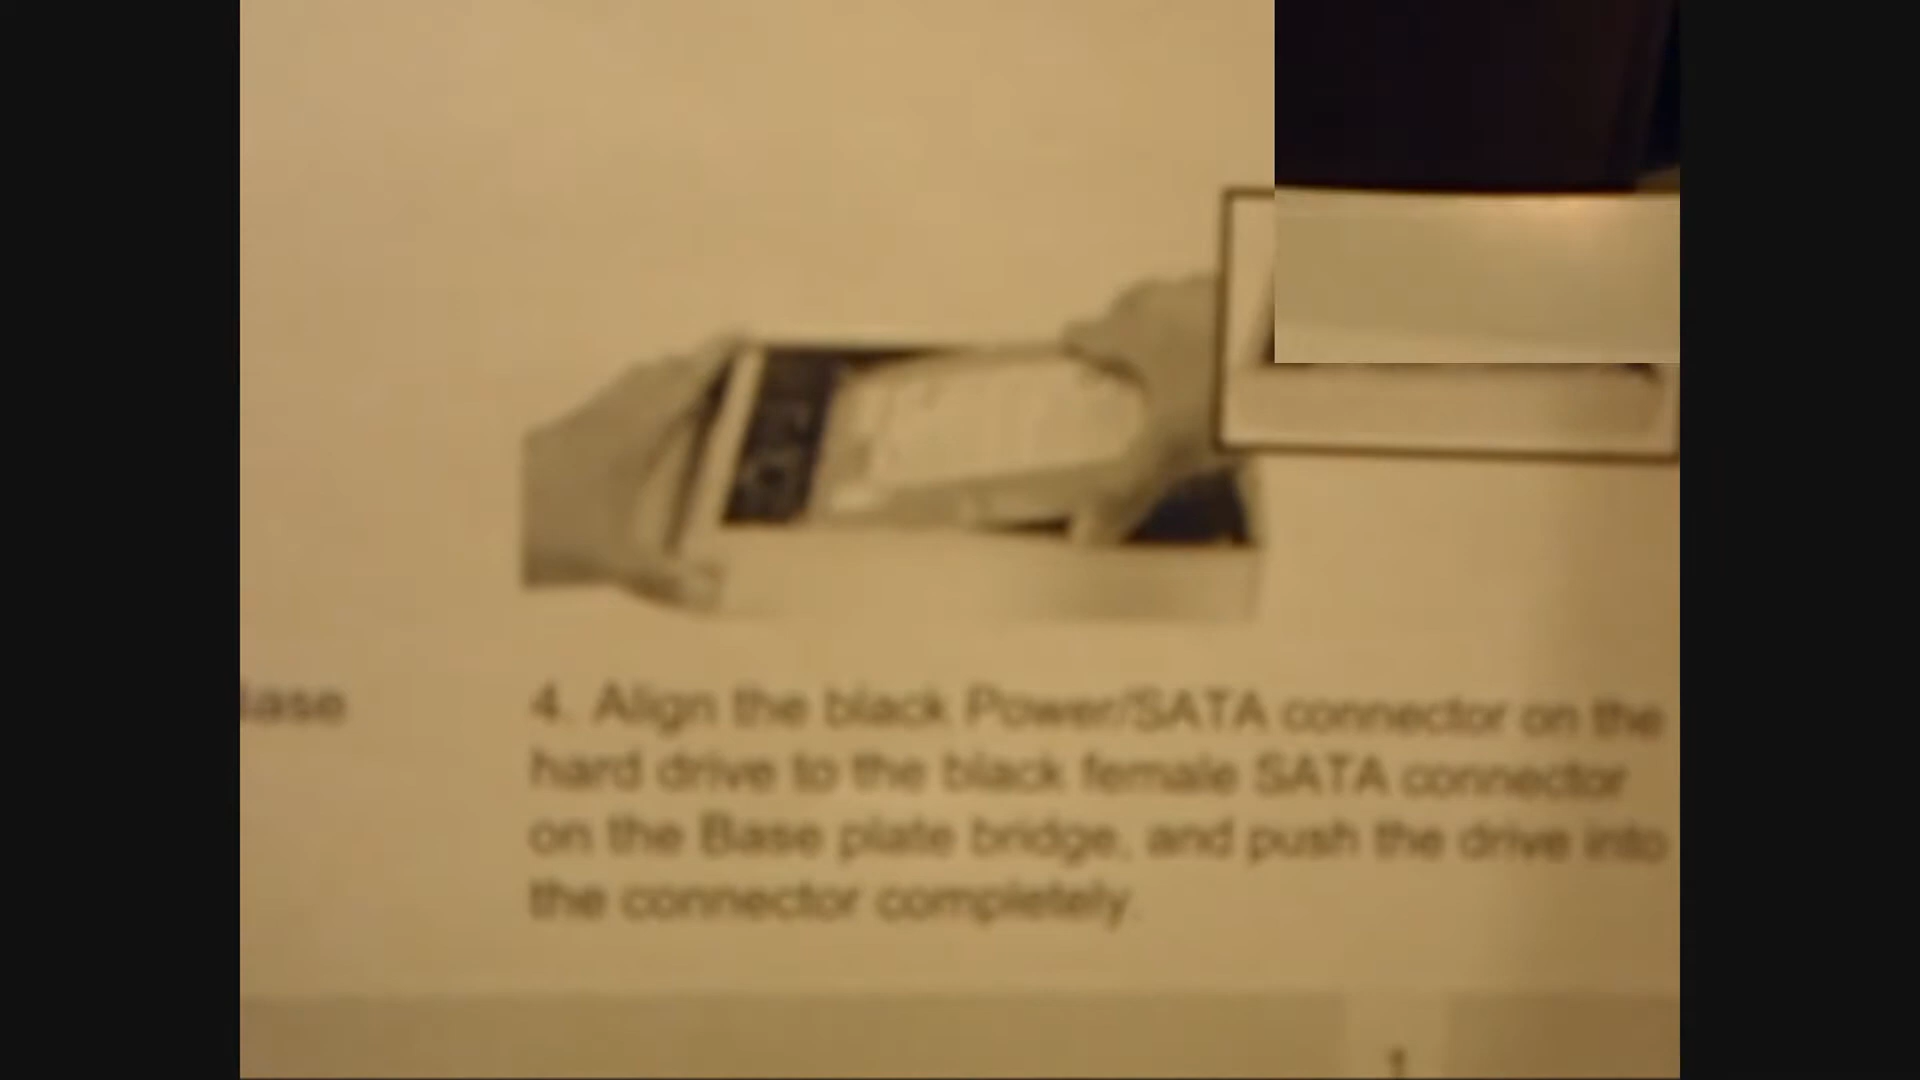 ase
4. Align the black Power/SATA connector on the
hard drive to the black female SATA connector
on the Base plate bridge, and push the drive into
the connector completely.